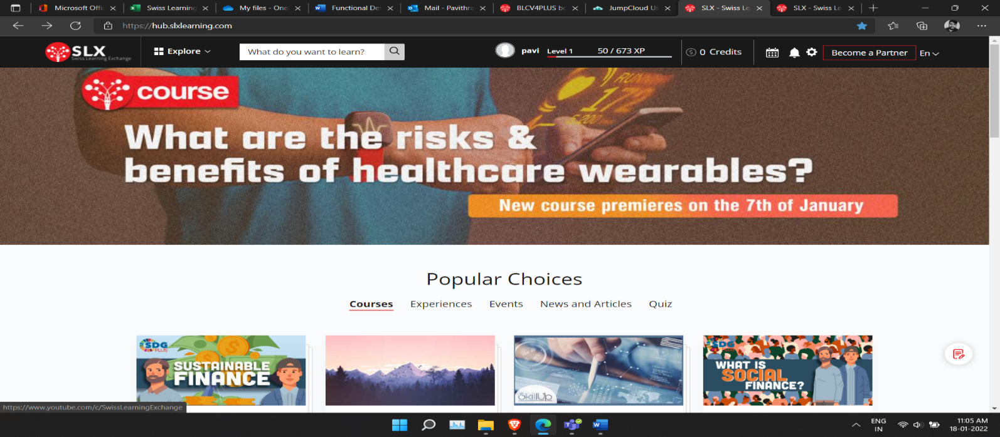 Microsoft Offi
Swiss Learning
My files - One
Functional De
Mail - Pavithra
BLCV4PLUS bo
JumpCloud Us
SLX - Swiss Le
SLX - Swiss Le
https://hub.slxlearning.com
SLX
Swiss Learning Exchange
Explore
What do you want to learn?
pavi
Level 1
50 / 673 XP
0 Credits
Become a Partner
En
course
RUN
172
What are the risks &
benefits of healthcare wearables?
New course premieres on the 7th of January
Popular Choices
Courses Experiences Events News and Articles Quiz
SDG
PLUS
SUSTAINABLE
FINANCE
SkillUp
SDG
WHAT IS
SOCIAL
FINANCE?
https://www.youtube.com/c/SwissLearningExchange
ENG
IN
11:05 AM
18-01-2022